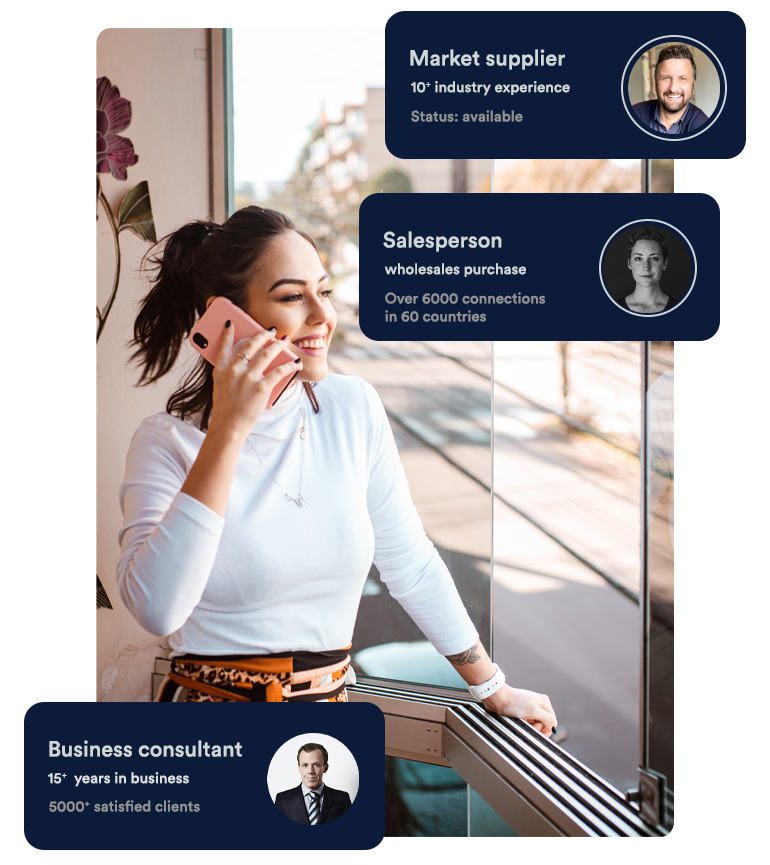 Market supplier
10⁺ industry experience
Status: available
Salesperson
wholesales purchase
Over 6000 connections
in 60 countries
Business consultant
15⁺ years in business
5000⁺ satisfied clients